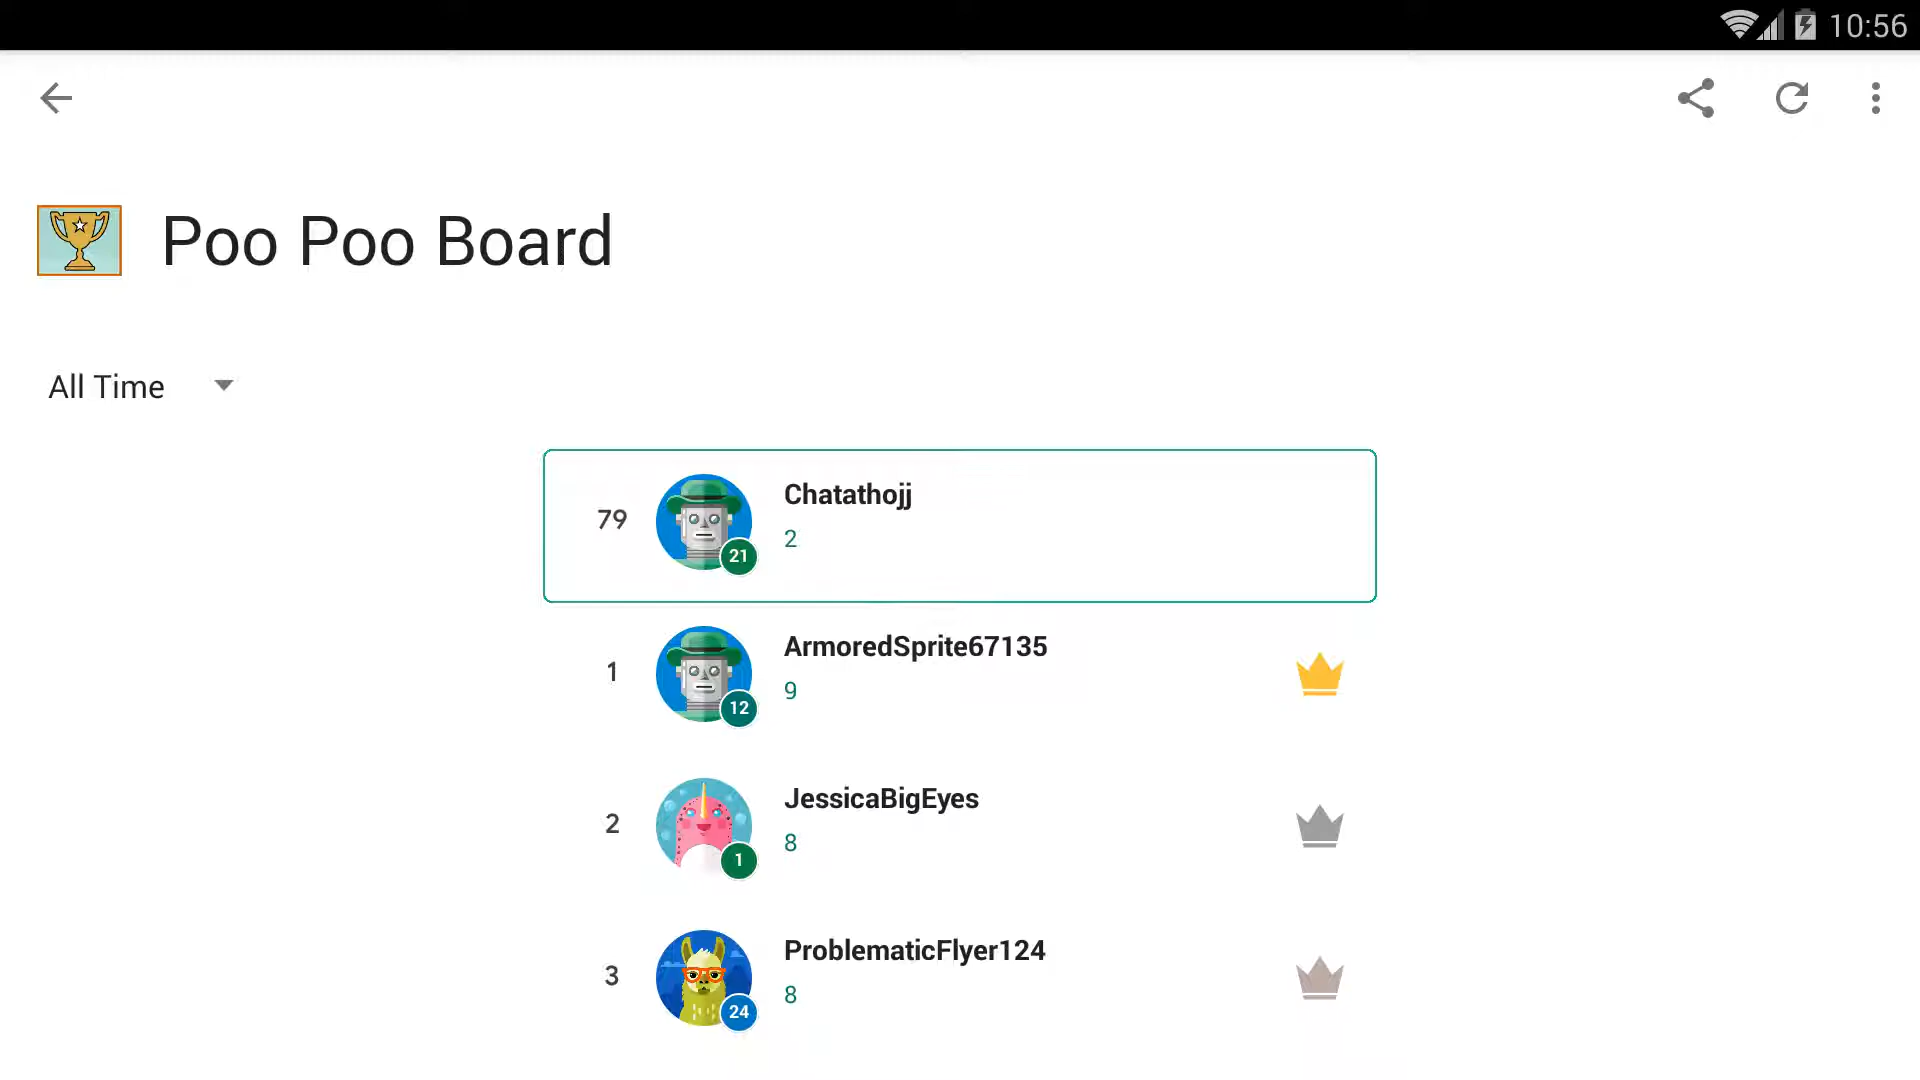 10:56
Poo Poo Board
All Time
79
Chatathojj
2
21
1
ArmoredSprite67135
9
12
2
JessicaBigEyes
8
1
3
ProblematicFlyer124
8
24